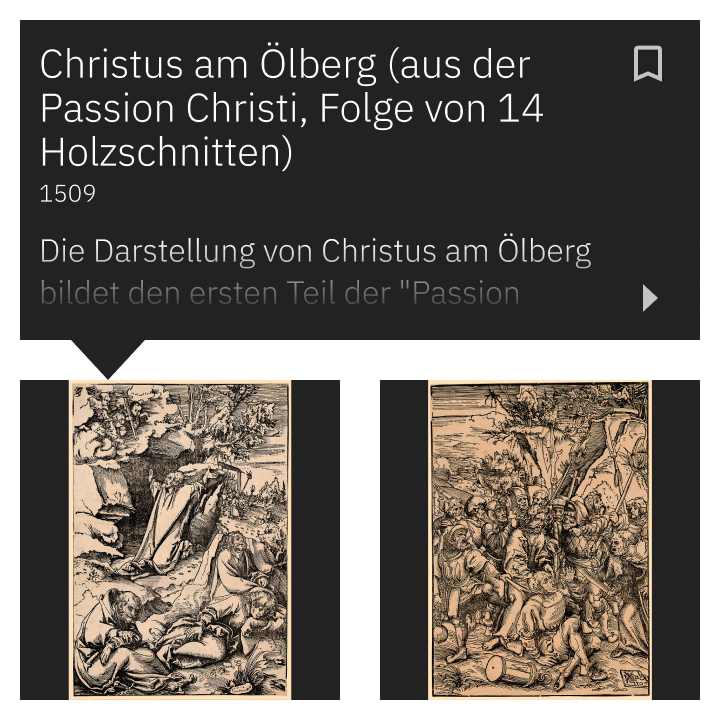 Christus am Ölberg (aus der
Passion Christi, Folge von 14
Holzschnitten)
1509
Die Darstellung von Christus am Ölberg
bildet den ersten Teil der "Passion